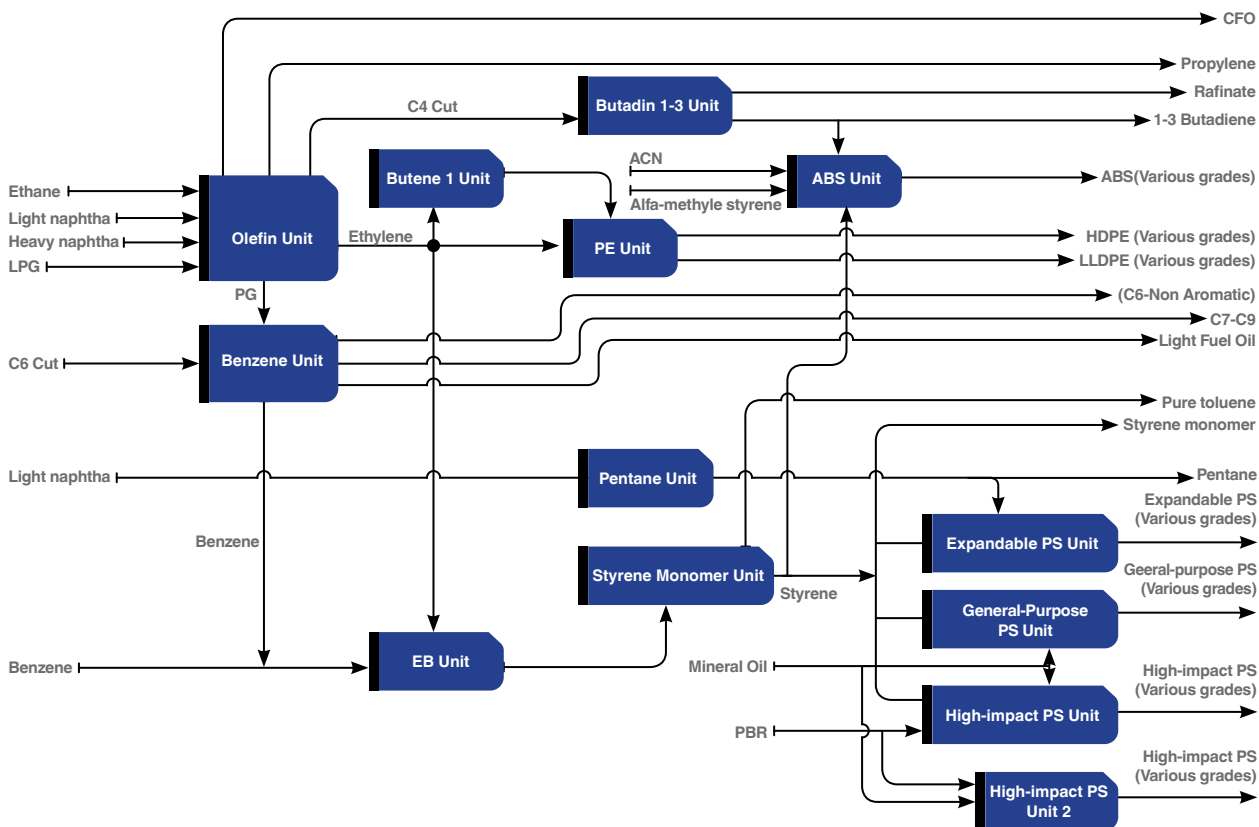 CFO
Propylene
Butadin 1-3 Unit
Rafinate
C4 Cut
1-3 Butadiene
ACN
Butene 1 Unit
ABS Unit
ABS(Various grades)
Ethane
Alfa-methyle styrene
Light naphtha
Olefin Unit
Ethylene
PE Unit
HDPE (Various grades)
Heavy naphtha
LLDPE (Various grades)
LPG
PG
(C6-Non Aromatic)
C7-C9
Light Fuel Oil
C6 Cut
Benzene Unit
Pure toluene
Styrene monomer
Light naphtha
Pentane Unit
Pentane
Expandable PS
(Various grades)
Benzene
Expandable PS Unit
Styrene Monomer Unit
Styrene
Geeral-purpose PS
(Various grades)
General-Purpose
PS Unit
Benzene
EB Unit
Mineral Oil
High-impact PS
(Various grades)
High-impact PS Unit
PBR
High-impact PS
(Various grades)
High-impact PS
Unit 2